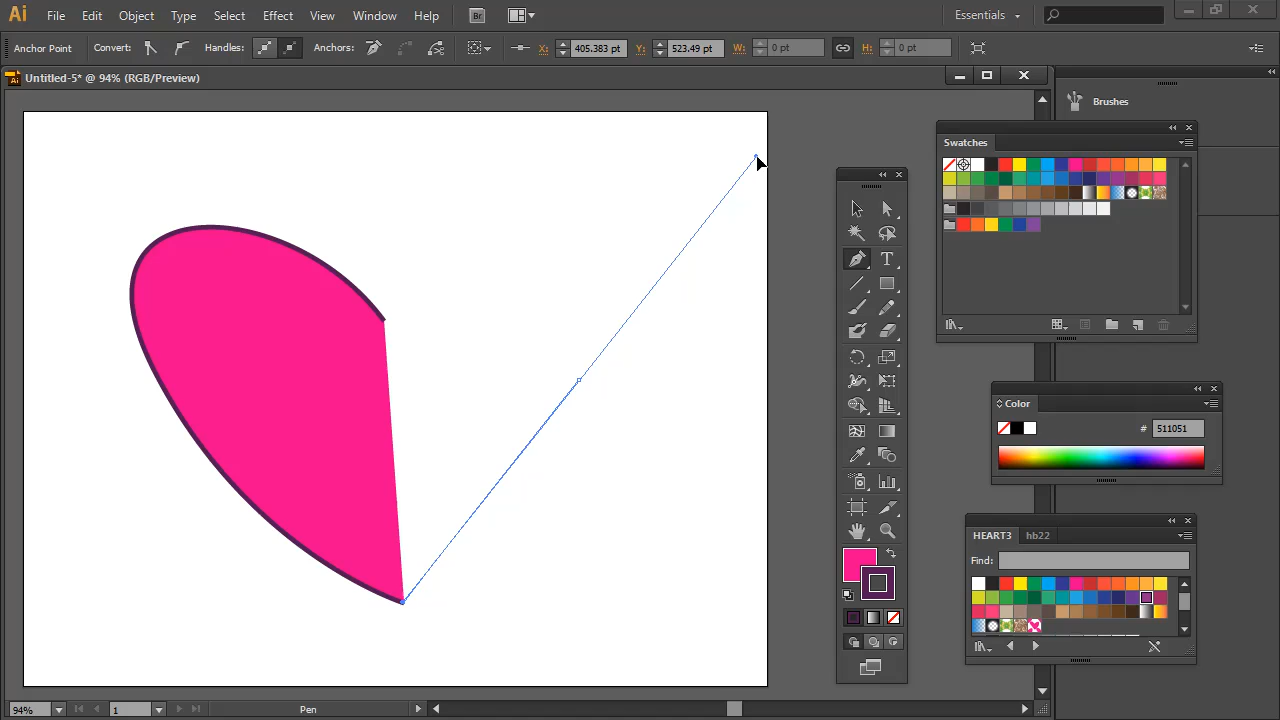 Ai File Edit Object Type Select Effect View Window Help Br Essentials
Anchor Point Convert: Handles: Anchors: X: 405.383 pt Y: 523.49 pt W: 0 pt H: 0 pt
Ai Untitled-5* @ 94% (RGB/Preview)
Brushes
Swatches
T
Color
# 511051
HEART3 hb22
Find:
94% 1 Pen